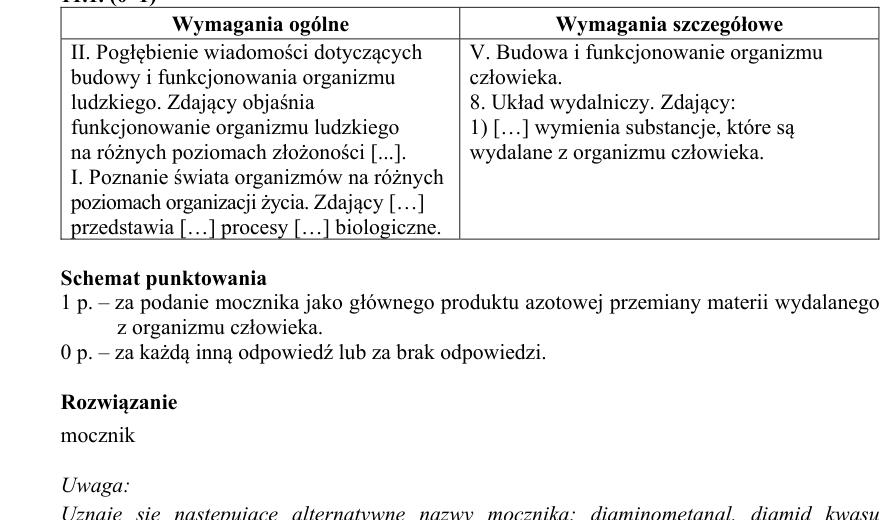 Wymagania ogólne
Wymagania szczegółowe
II. Pogłębienie wiadomości dotyczących
budowy i funkcjonowania organizmu
ludzkiego. Zdający objaśnia
funkcjonowanie organizmu ludzkiego
na różnych poziomach złożoności [...].
I. Poznanie świata organizmów na różnych
poziomach organizacji życia. Zdający […]
przedstawia […] procesy […] biologiczne.
V. Budowa i funkcjonowanie organizmu
człowieka.
8. Układ wydalniczy. Zdający:
1) […] wymienia substancje, które są
wydalane z organizmu człowieka.
Schemat punktowania
1 p. – za podanie mocznika jako głównego produktu azotowej przemiany materii wydalanego
z organizmu człowieka.
0 p. – za każdą inną odpowiedź lub za brak odpowiedzi.
Rozwiązanie
mocznik
Uwaga:
Uznaje się następujące alternatywne nazwy mocznika: diaminometanal, diamid kwasu